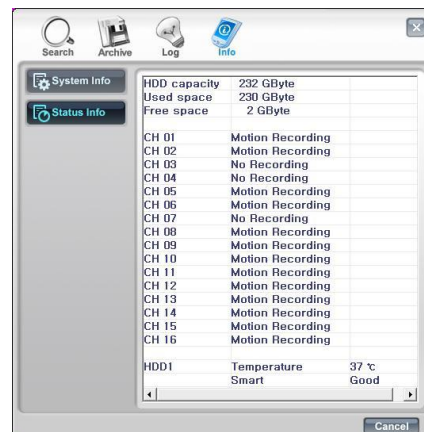 Search Archive Log Info
System Info
Status Info
HDD capacity 232 GByte
Used space 230 GByte
Free space 2 GByte
CH 01 Motion Recording
CH 02 Motion Recording
CH 03 No Recording
CH 04 No Recording
CH 05 Motion Recording
CH 06 Motion Recording
CH 07 No Recording
CH 08 Motion Recording
CH 09 Motion Recording
CH 10 Motion Recording
CH 11 Motion Recording
CH 12 Motion Recording
CH 13 Motion Recording
CH 14 Motion Recording
CH 15 Motion Recording
CH 16 Motion Recording
HDD1 Temperature 37 ℃
Smart Good
Cancel